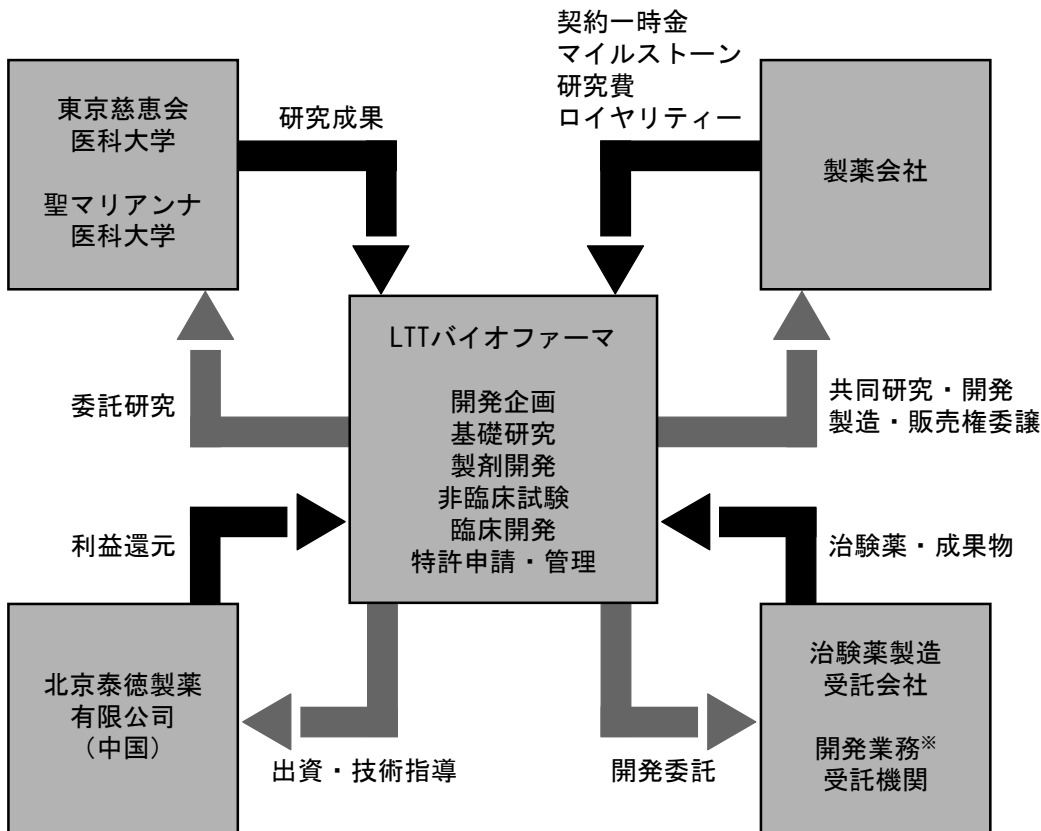 契約一時金
マイルストーン
研究費
ロイヤリティー
東京慈恵会
医科大学
聖マリアンナ
医科大学
研究成果
製薬会社
LTTバイオファーマ
開発企画
基礎研究
製剤開発
非臨床試験
臨床開発
特許申請・管理
委託研究
共同研究・開発
製造・販売権委譲
利益還元
治験薬・成果物
北京泰徳製薬
有限公司
（中国）
治験薬製造
受託会社
開発業務※
受託機関
出資・技術指導
開発委託